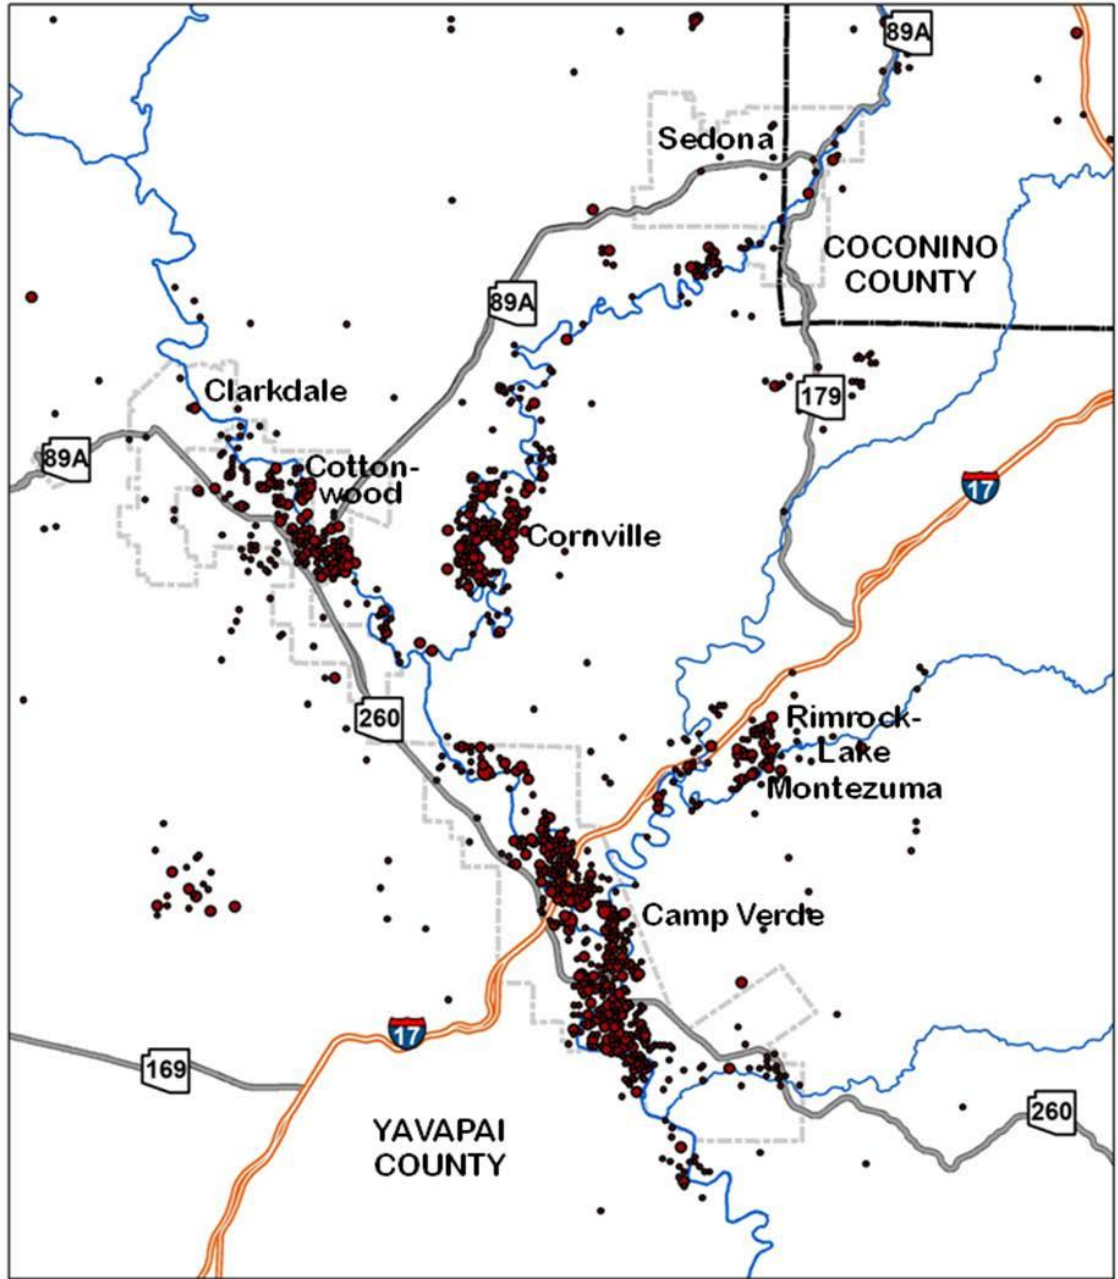 89A
Sedona
COCONINO
COUNTY
89A
179
Clarkdale
89A
Cotton-
wood
17
Cornville
260
Rimrock-
Lake
Montezuma
Camp Verde
17
169
260
YAVAPAI
COUNTY